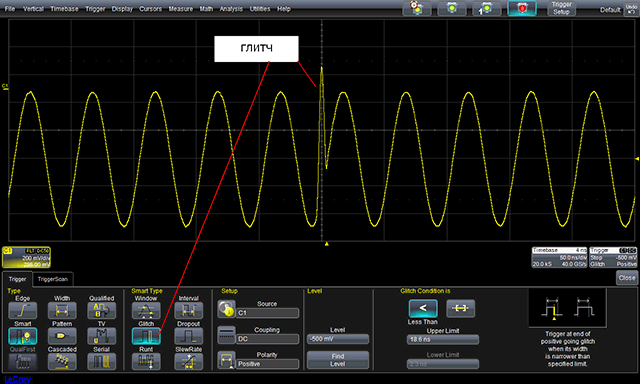 File Vertical Timebase Trigger Display Cursors Measure Math Analysis Utilities Help
Trigger Setup
Default
Undo
ГЛИТЧ
C1
C1
200 mV/div
Timebase 4 ns
50.0 ns/div
20.0 kS 40.0 GS/s
Trigger C1 DC
Stop -500 mV
Glitch Positive
Trigger TriggerScan
Close
Type
Edge Width Qualified
Smart Pattern TV
QualFirst Cascaded Serial
Smart Type
Window Interval
Glitch Dropout
Runt SlewRate
Setup
Source
C1
Coupling
DC
Polarity
Positive
Level
Level
-500 mV
Find Level
Glitch Condition is
<
Less Than
Upper Limit
18.6 ns
Lower Limit
Trigger at end of
positive going glitch
when its width
is narrower than
specified limit.
LeCroy